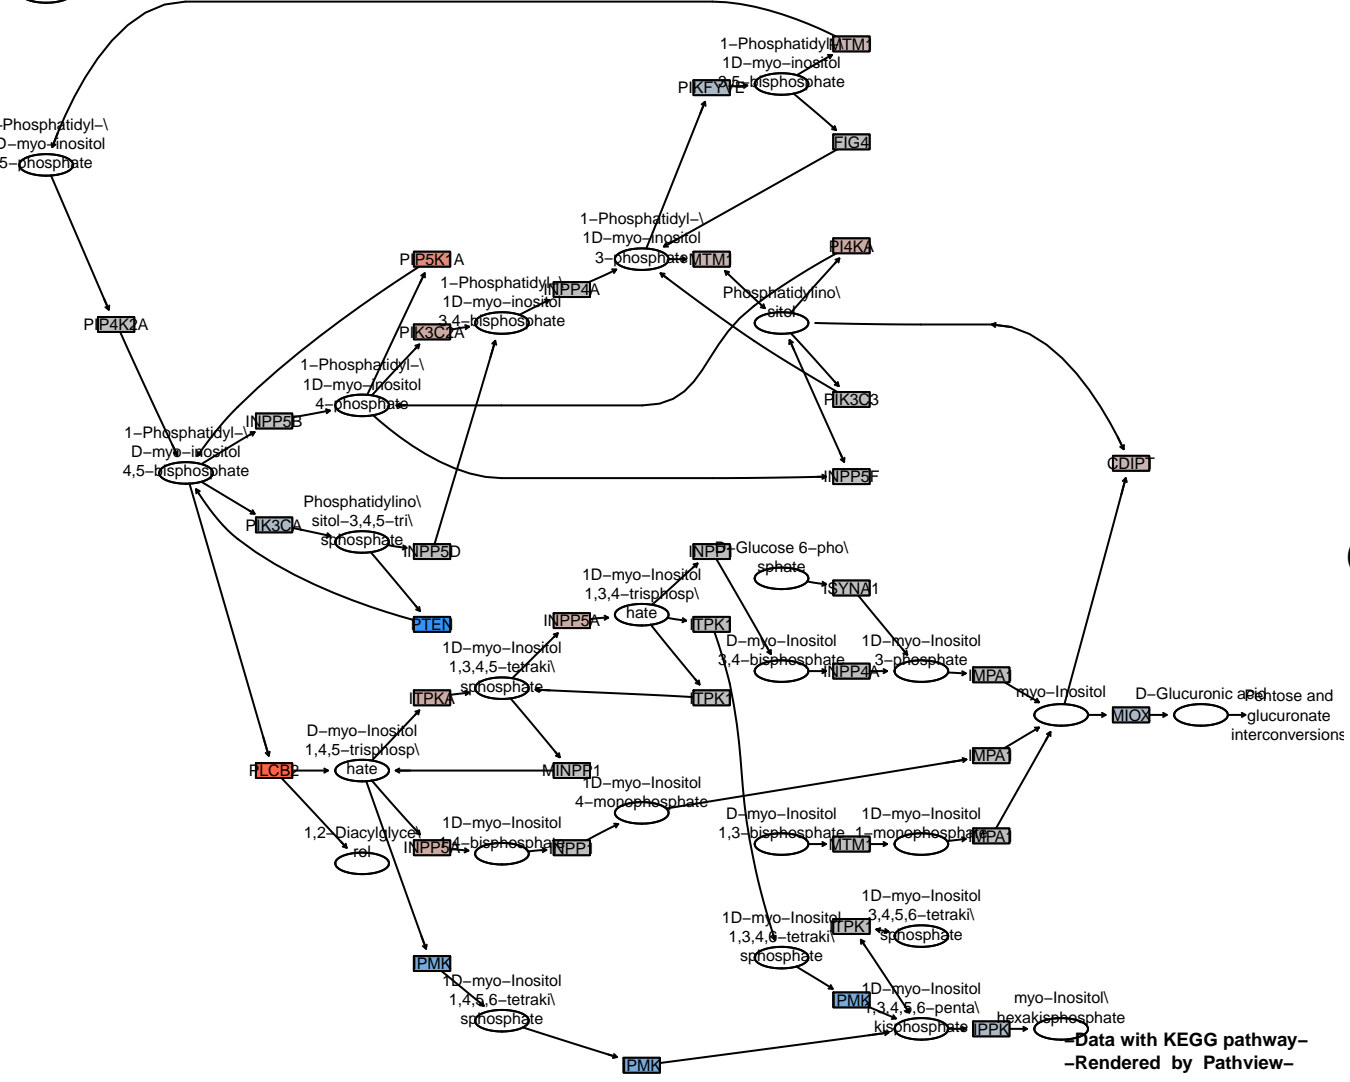 1−Phosphatidyl−\
1D−myo−inositol
3,5−bisphosphate
MTM1
PIKFYVE
FIG4
−Phosphatidyl−\
D−myo−inositol
5−phosphate
1−Phosphatidyl−\
1D−myo−inositol
3−phosphate
MTM1
PI4KA
PIP5K1A
1−Phosphatidyl−\
1D−myo−inositol
3,4−bisphosphate
INPP4A
Phosphatidylino\
sitol
PIP4K2A
PIK3C2A
1−Phosphatidyl−\
1D−myo−inositol
4−phosphate
PIK3C3
INPP5B
1−Phosphatidyl−\
D−myo−inositol
4,5−bisphosphate
CDIPT
INPP5F
Phosphatidylino\
sitol−3,4,5−tri\
sphosphate
PIK3CA
INPP5D
INPP1
D−Glucose 6−pho\
sphate
ISYNA1
1D−myo−Inositol
1,3,4−trisphosp\
hate
PTEN
INPP5A
ITPK1
D−myo−Inositol
3,4−bisphosphate
INPP4A
1D−myo−Inositol
3−phosphate
IMPA1
1D−myo−Inositol
1,3,4,5−tetraki\
sphosphate
ITPKA
ITPK1
myo−Inositol
MIOX
D−Glucuronic acid
Pentose and
glucuronate
interconversions
D−myo−Inositol
1,4,5−trisphosp\
hate
PLCB2
MINPP1
IMPA1
1D−myo−Inositol
4−monophosphate
1,2−Diacylglyce\
rol
INPP5A
1D−myo−Inositol
1,4−bisphosphate
INPP1
D−myo−Inositol
1,3−bisphosphate
MTM1
1D−myo−Inositol
1−monophosphate
IMPA1
1D−myo−Inositol
1,3,4,6−tetraki\
sphosphate
ITPK1
1D−myo−Inositol
3,4,5,6−tetraki\
sphosphate
IPMK
1D−myo−Inositol
1,4,5,6−tetraki\
sphosphate
IPMK
1D−myo−Inositol
1,3,4,5,6−penta\
kisphosphate
IPPK
myo−Inositol\
hexakisphosphate
IPMK
−Data with KEGG pathway−
−Rendered by Pathview−